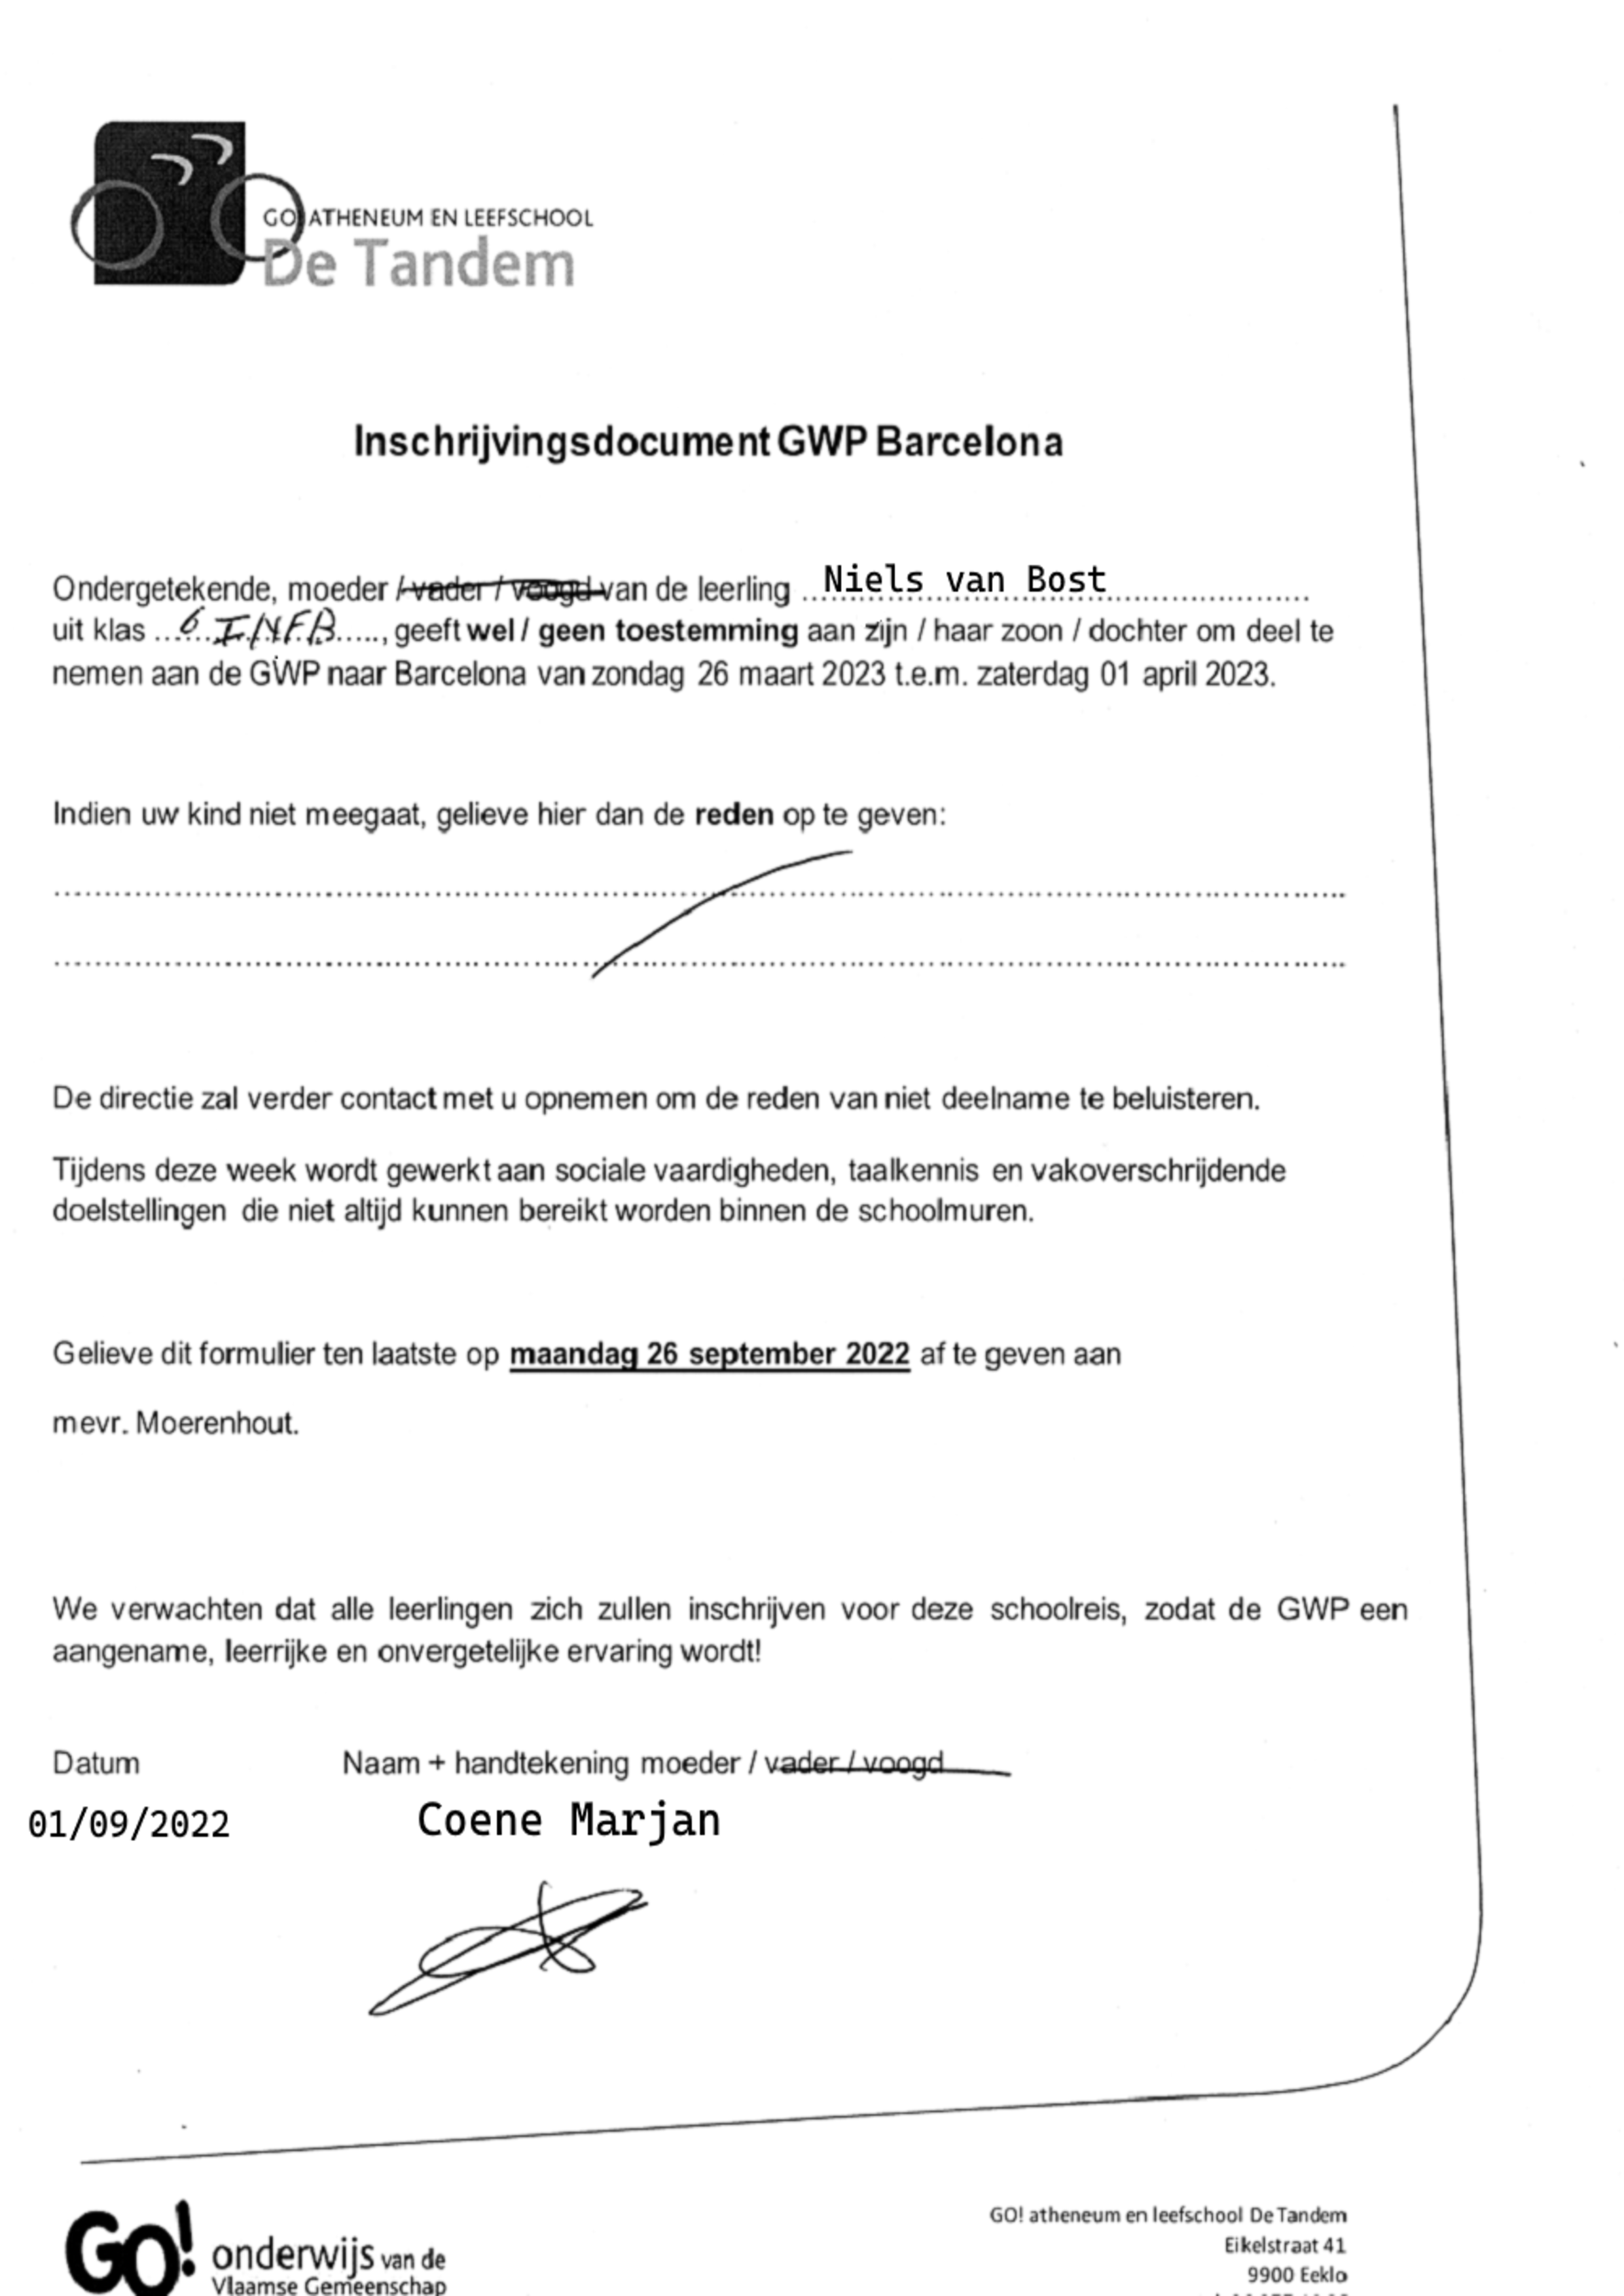 GO! ATHENEUM EN LEEFSCHOOL
De Tandem
Inschrijvingsdocument GWP Barcelona
Ondergetekende, moeder / vader / voogd van de leerling Niels van Bost
uit klas 6 INFB, geeft wel / geen toestemming aan zijn / haar zoon / dochter om deel te
nemen aan de GWP naar Barcelona van zondag 26 maart 2023 t.e.m. zaterdag 01 april 2023.
Indien uw kind niet meegaat, gelieve hier dan de reden op te geven:
De directie zal verder contact met u opnemen om de reden van niet deelname te beluisteren.
Tijdens deze week wordt gewerkt aan sociale vaardigheden, taalkennis en vakoverschrijdende
doelstellingen die niet altijd kunnen bereikt worden binnen de schoolmuren.
Gelieve dit formulier ten laatste op maandag 26 september 2022 af te geven aan
mevr. Moerenhout.
We verwachten dat alle leerlingen zich zullen inschrijven voor deze schoolreis, zodat de GWP een
aangename, leerrijke en onvergetelijke ervaring wordt!
Datum Naam + handtekening moeder / vader / voogd
01/09/2022 Coene Marjan
GO! onderwijs van de
Vlaamse Gemeenschap
GO! atheneum en leefschool De Tandem
Eikelstraat 41
9900 Eeklo